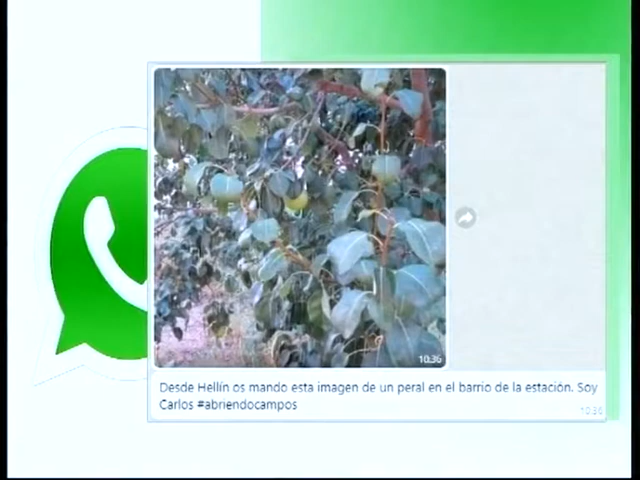 10:36
Desde Hellín os mando esta imagen de un peral en el barrio de la estación. Soy
Carlos #abriendocampos
10:36